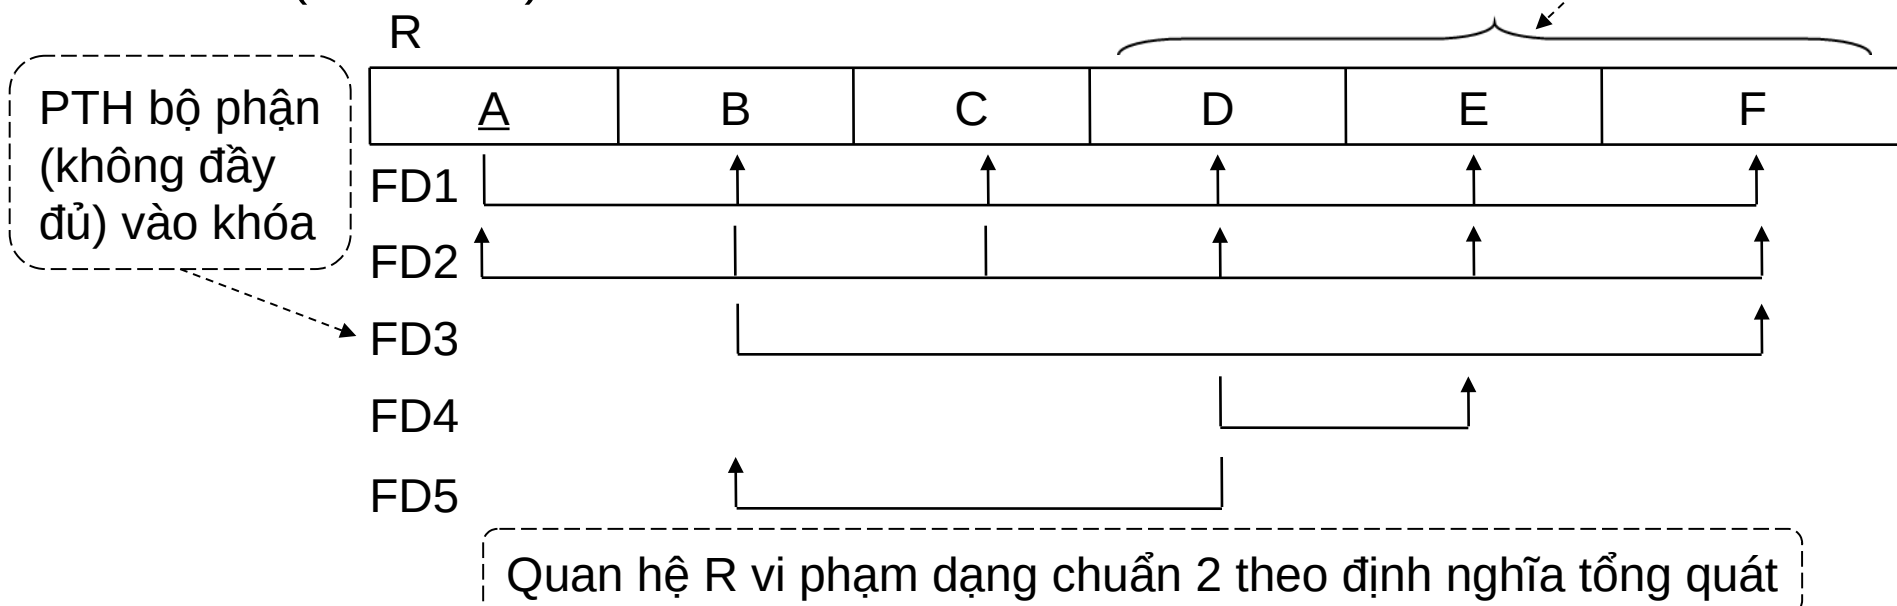 R
PTH bộ phận
(không đầy
đủ) vào khóa
A B C D E F
FD1
FD2
FD3
FD4
FD5
Quan hệ R vi phạm dạng chuẩn 2 theo định nghĩa tổng quát